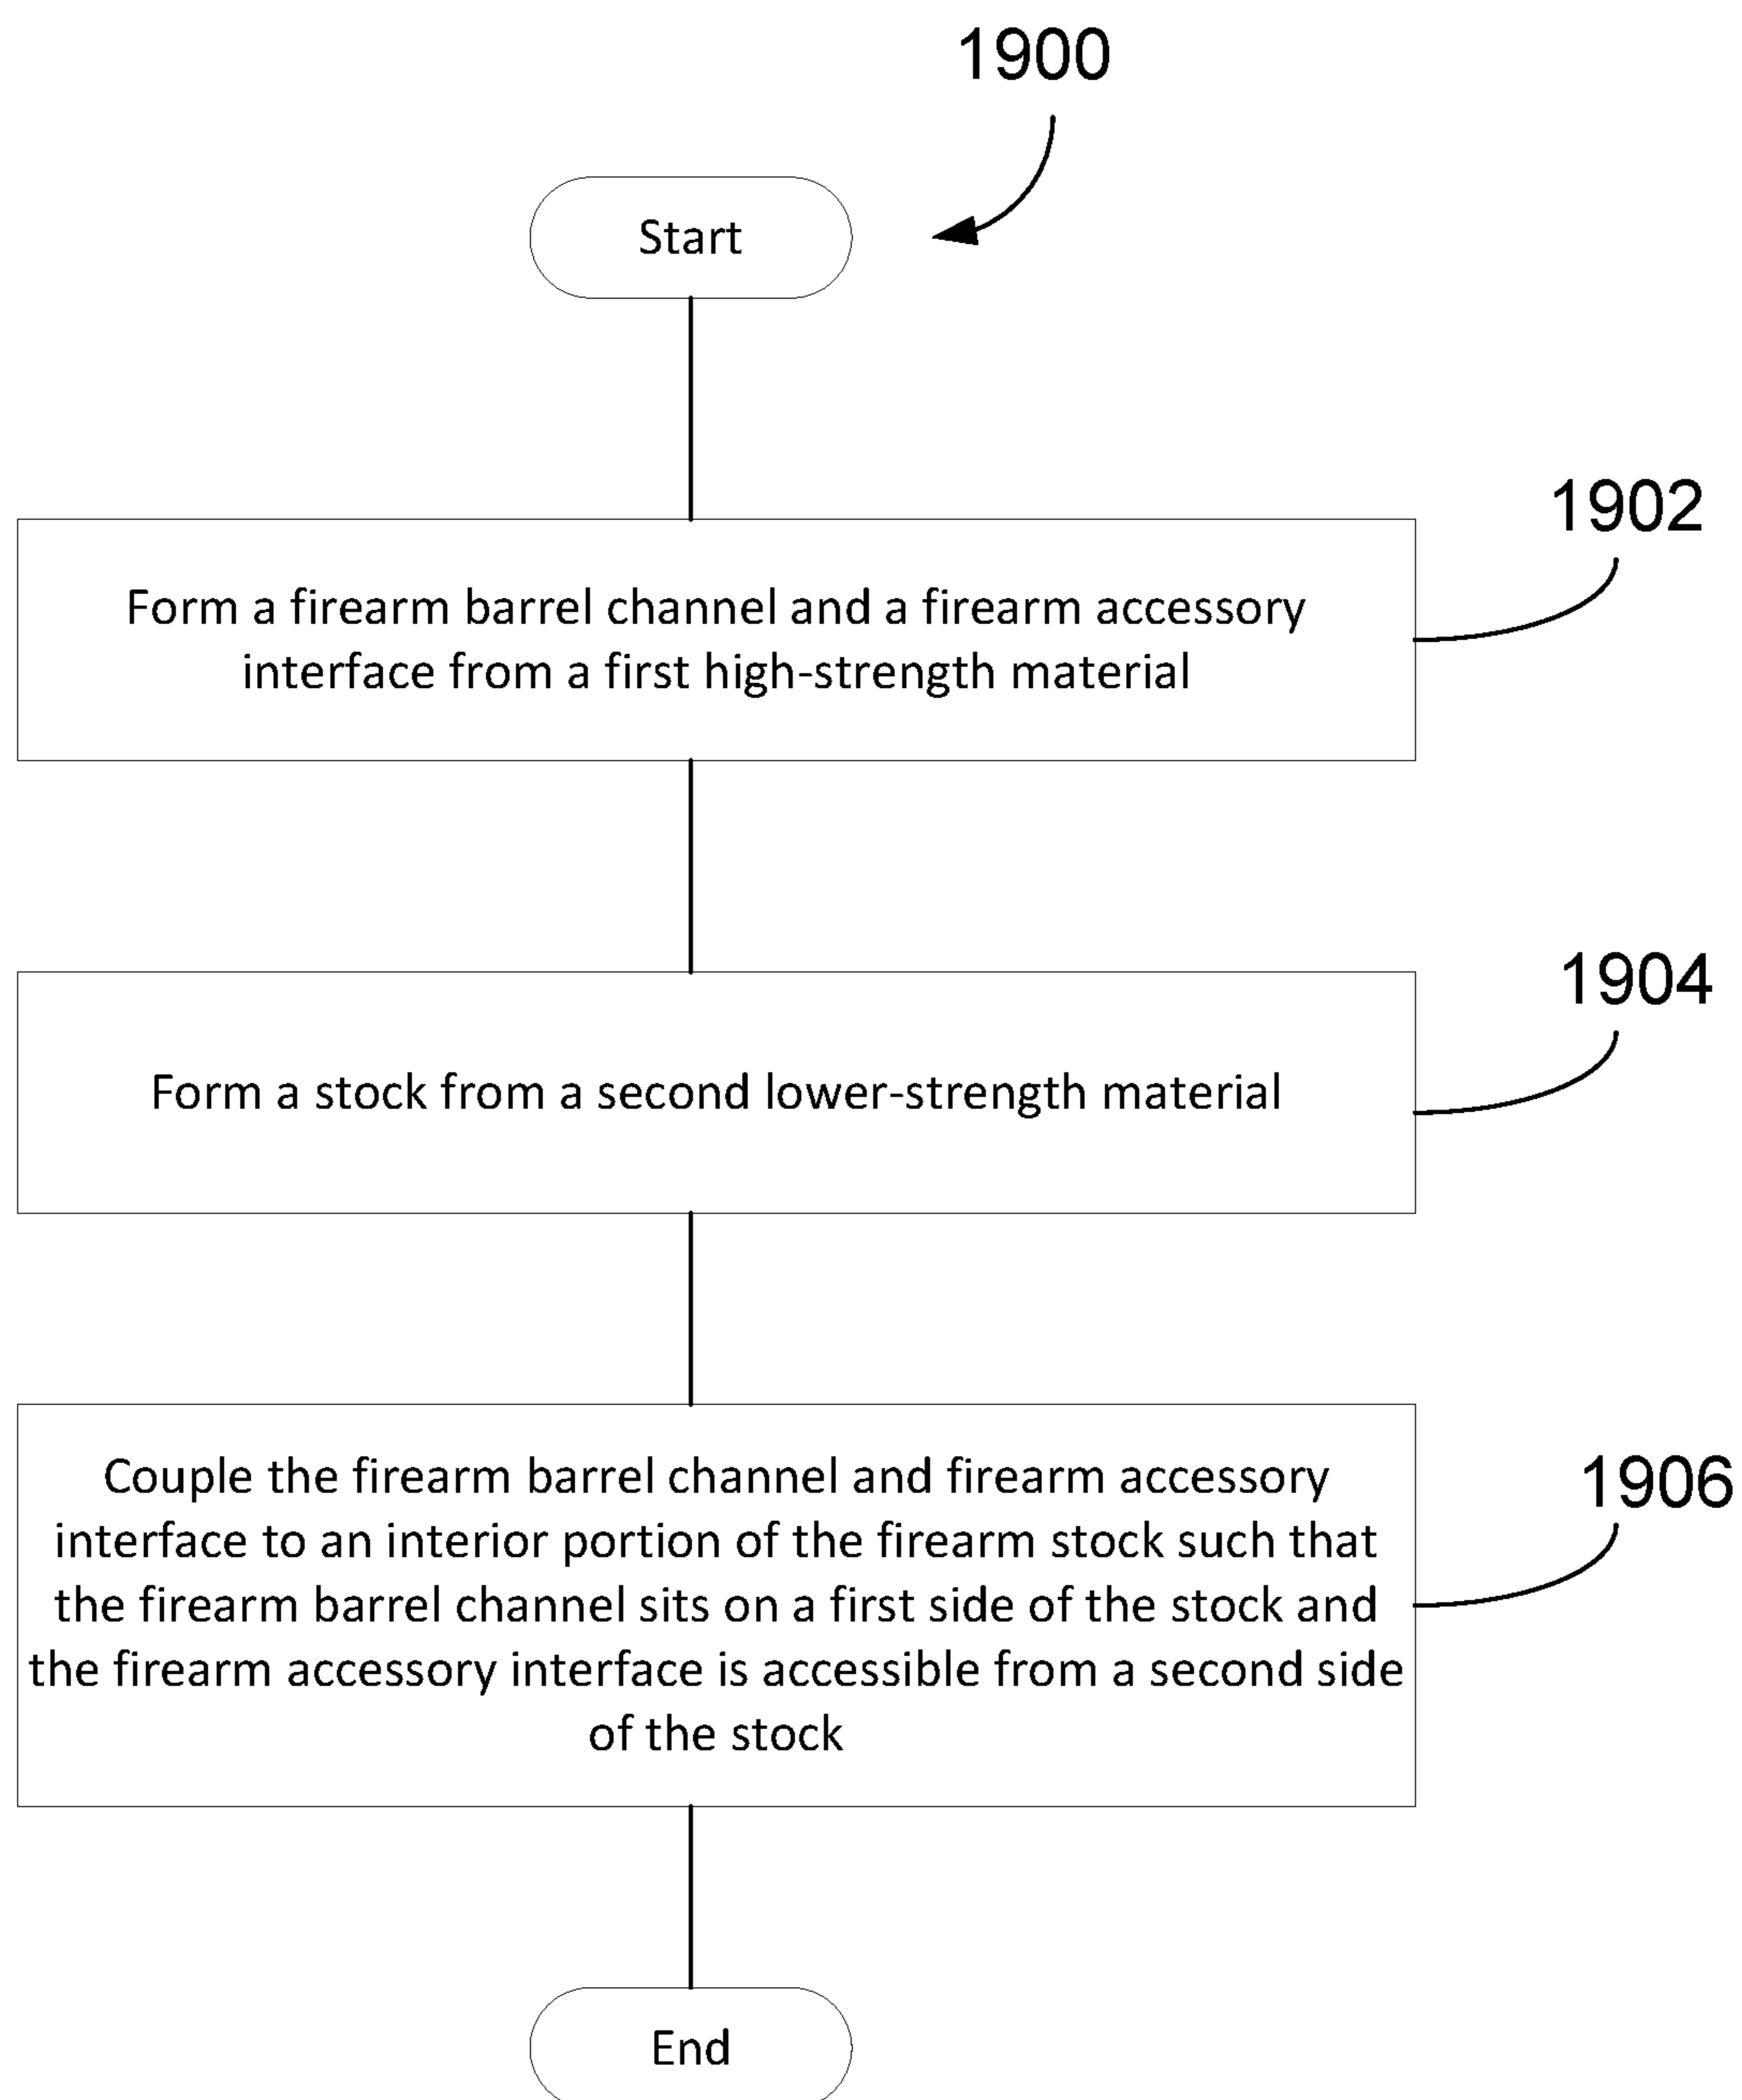 1900
Start
1902
Form a firearm barrel channel and a firearm accessory
interface from a first high-strength material
1904
Form a stock from a second lower-strength material
1906
Couple the firearm barrel channel and firearm accessory
interface to an interior portion of the firearm stock such that
the firearm barrel channel sits on a first side of the stock and
the firearm accessory interface is accessible from a second side
of the stock
End